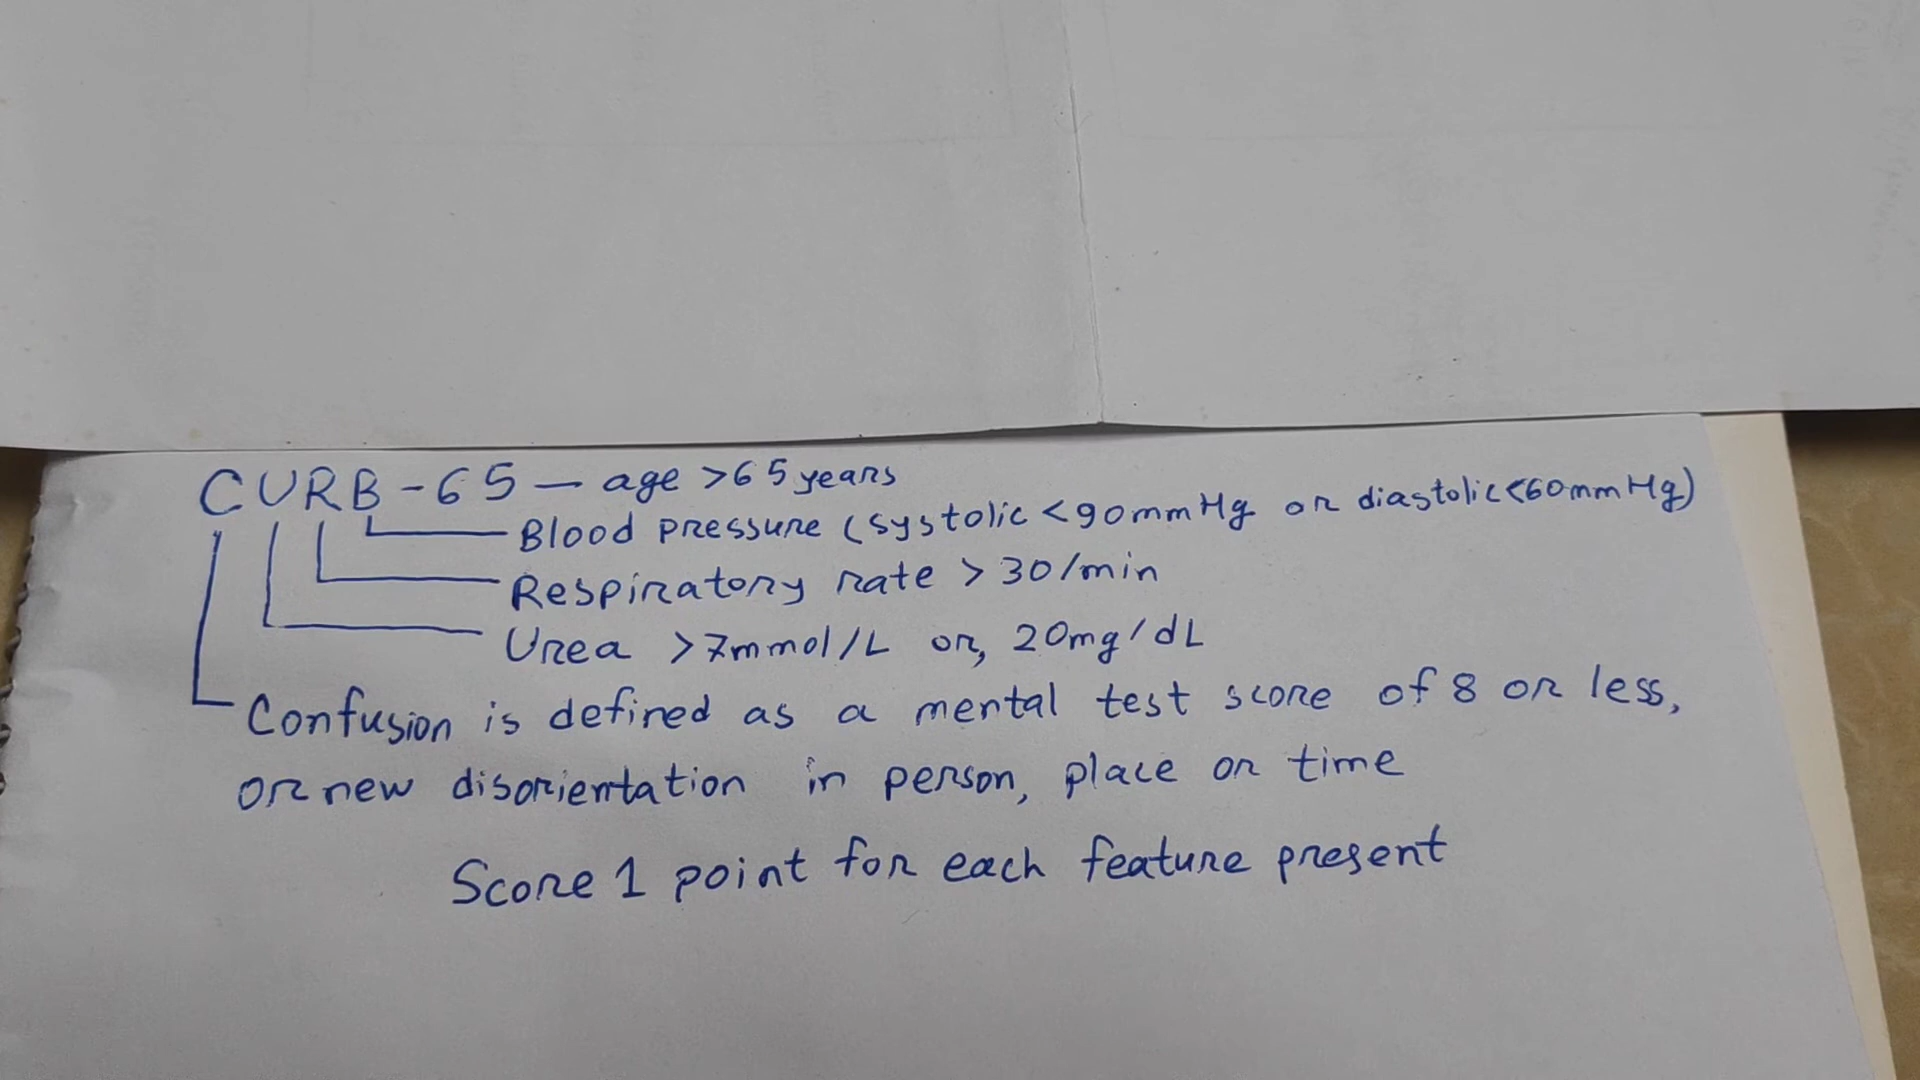 CURB-65 — age >65 years
Blood pressure (systolic <90mmHg or diastolic <60mmHg)
Respiratory rate > 30/min
Urea >7mmol/L or, 20mg/dL
Confusion is defined as a mental test score of 8 or less,
or new disorientation in person, place or time
Score 1 point for each feature present